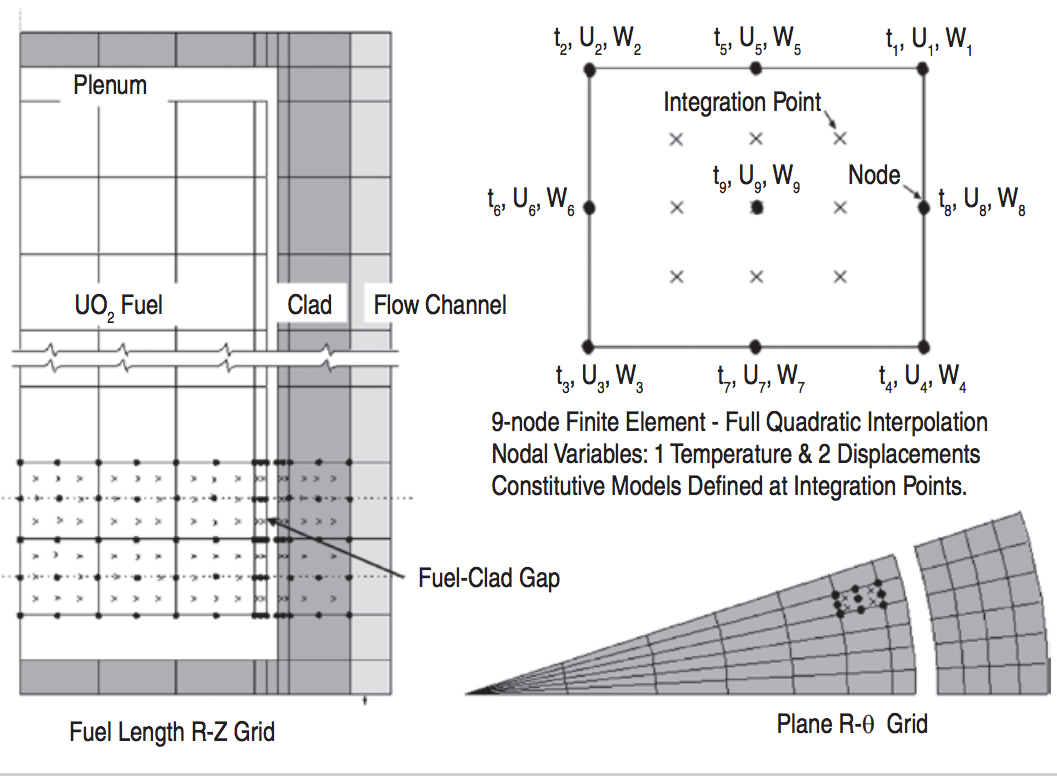 Plenum
UO₂ Fuel
Clad
Flow Channel
Fuel-Clad Gap
Fuel Length R-Z Grid
t₂, U₂, W₂
t₅, U₅, W₅
t₁, U₁, W₁
Integration Point
t₉, U₉, W₉
Node
t₆, U₆, W₆
t₈, U₈, W₈
t₃, U₃, W₃
t₇, U₇, W₇
t₄, U₄, W₄
9-node Finite Element - Full Quadratic Interpolation
Nodal Variables: 1 Temperature & 2 Displacements
Constitutive Models Defined at Integration Points.
Plane R-θ Grid